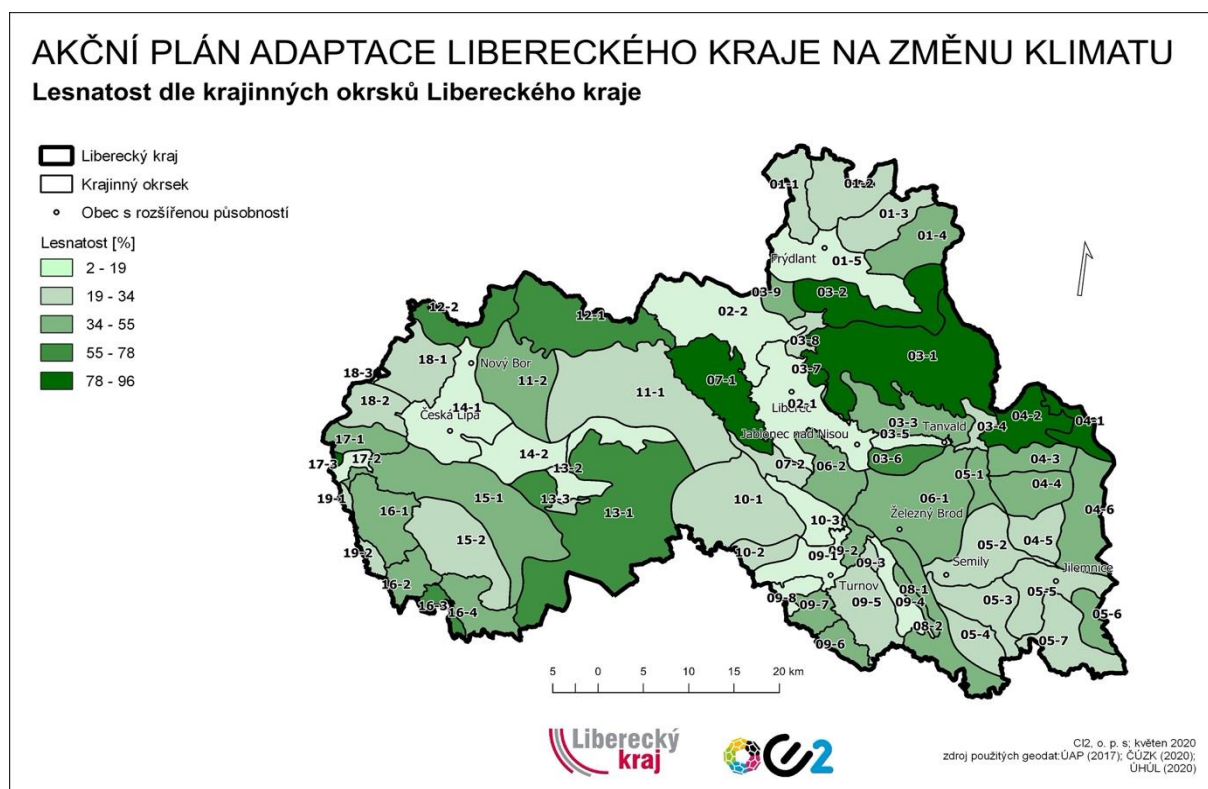 AKČNÍ PLÁN ADAPTACE LIBERECKÉHO KRAJE NA ZMĚNU KLIMATU
Lesnatost dle krajinných okrsků Libereckého kraje
Liberecký kraj
Krajinný okrsek
Obec s rozšířenou působností
Lesnatost [%]
2 - 19
19 - 34
34 - 55
55 - 78
78 - 96
01-1
01-2
01-3
01-4
Frýdlant
01-5
03-9
03-2
12-2
12-1
02-2
03-8
03-1
18-1
Nový Bor
03-7
18-3
11-2
07-1
18-2
11-1
02-1
Liberec
14-1
Česká Lípa
03-3
Tanvald
04-2
04-1
03-4
Jablonec nad Nisou
03-5
17-1
14-2
03-6
17-2
17-3
13-2
07-2
06-2
05-1
04-3
04-4
19-1
15-1
13-3
10-1
06-1
16-1
13-1
10-3
Železný Brod
04-6
15-2
05-2
04-5
19-2
10-2
09-1
09-2
09-3
Semily
Jilemnice
16-2
Turnov
08-1
05-5
16-3
16-4
09-8
09-7
09-5
09-4
05-3
05-6
08-2
05-4
05-7
09-6
5 0 5 10 15 20 km
Liberecký
kraj
CI2
CI2, o. p. s; květen 2020
zdroj použitých geodat:ÚAP (2017); ČÚZK (2020);
ÚHÚL (2020)